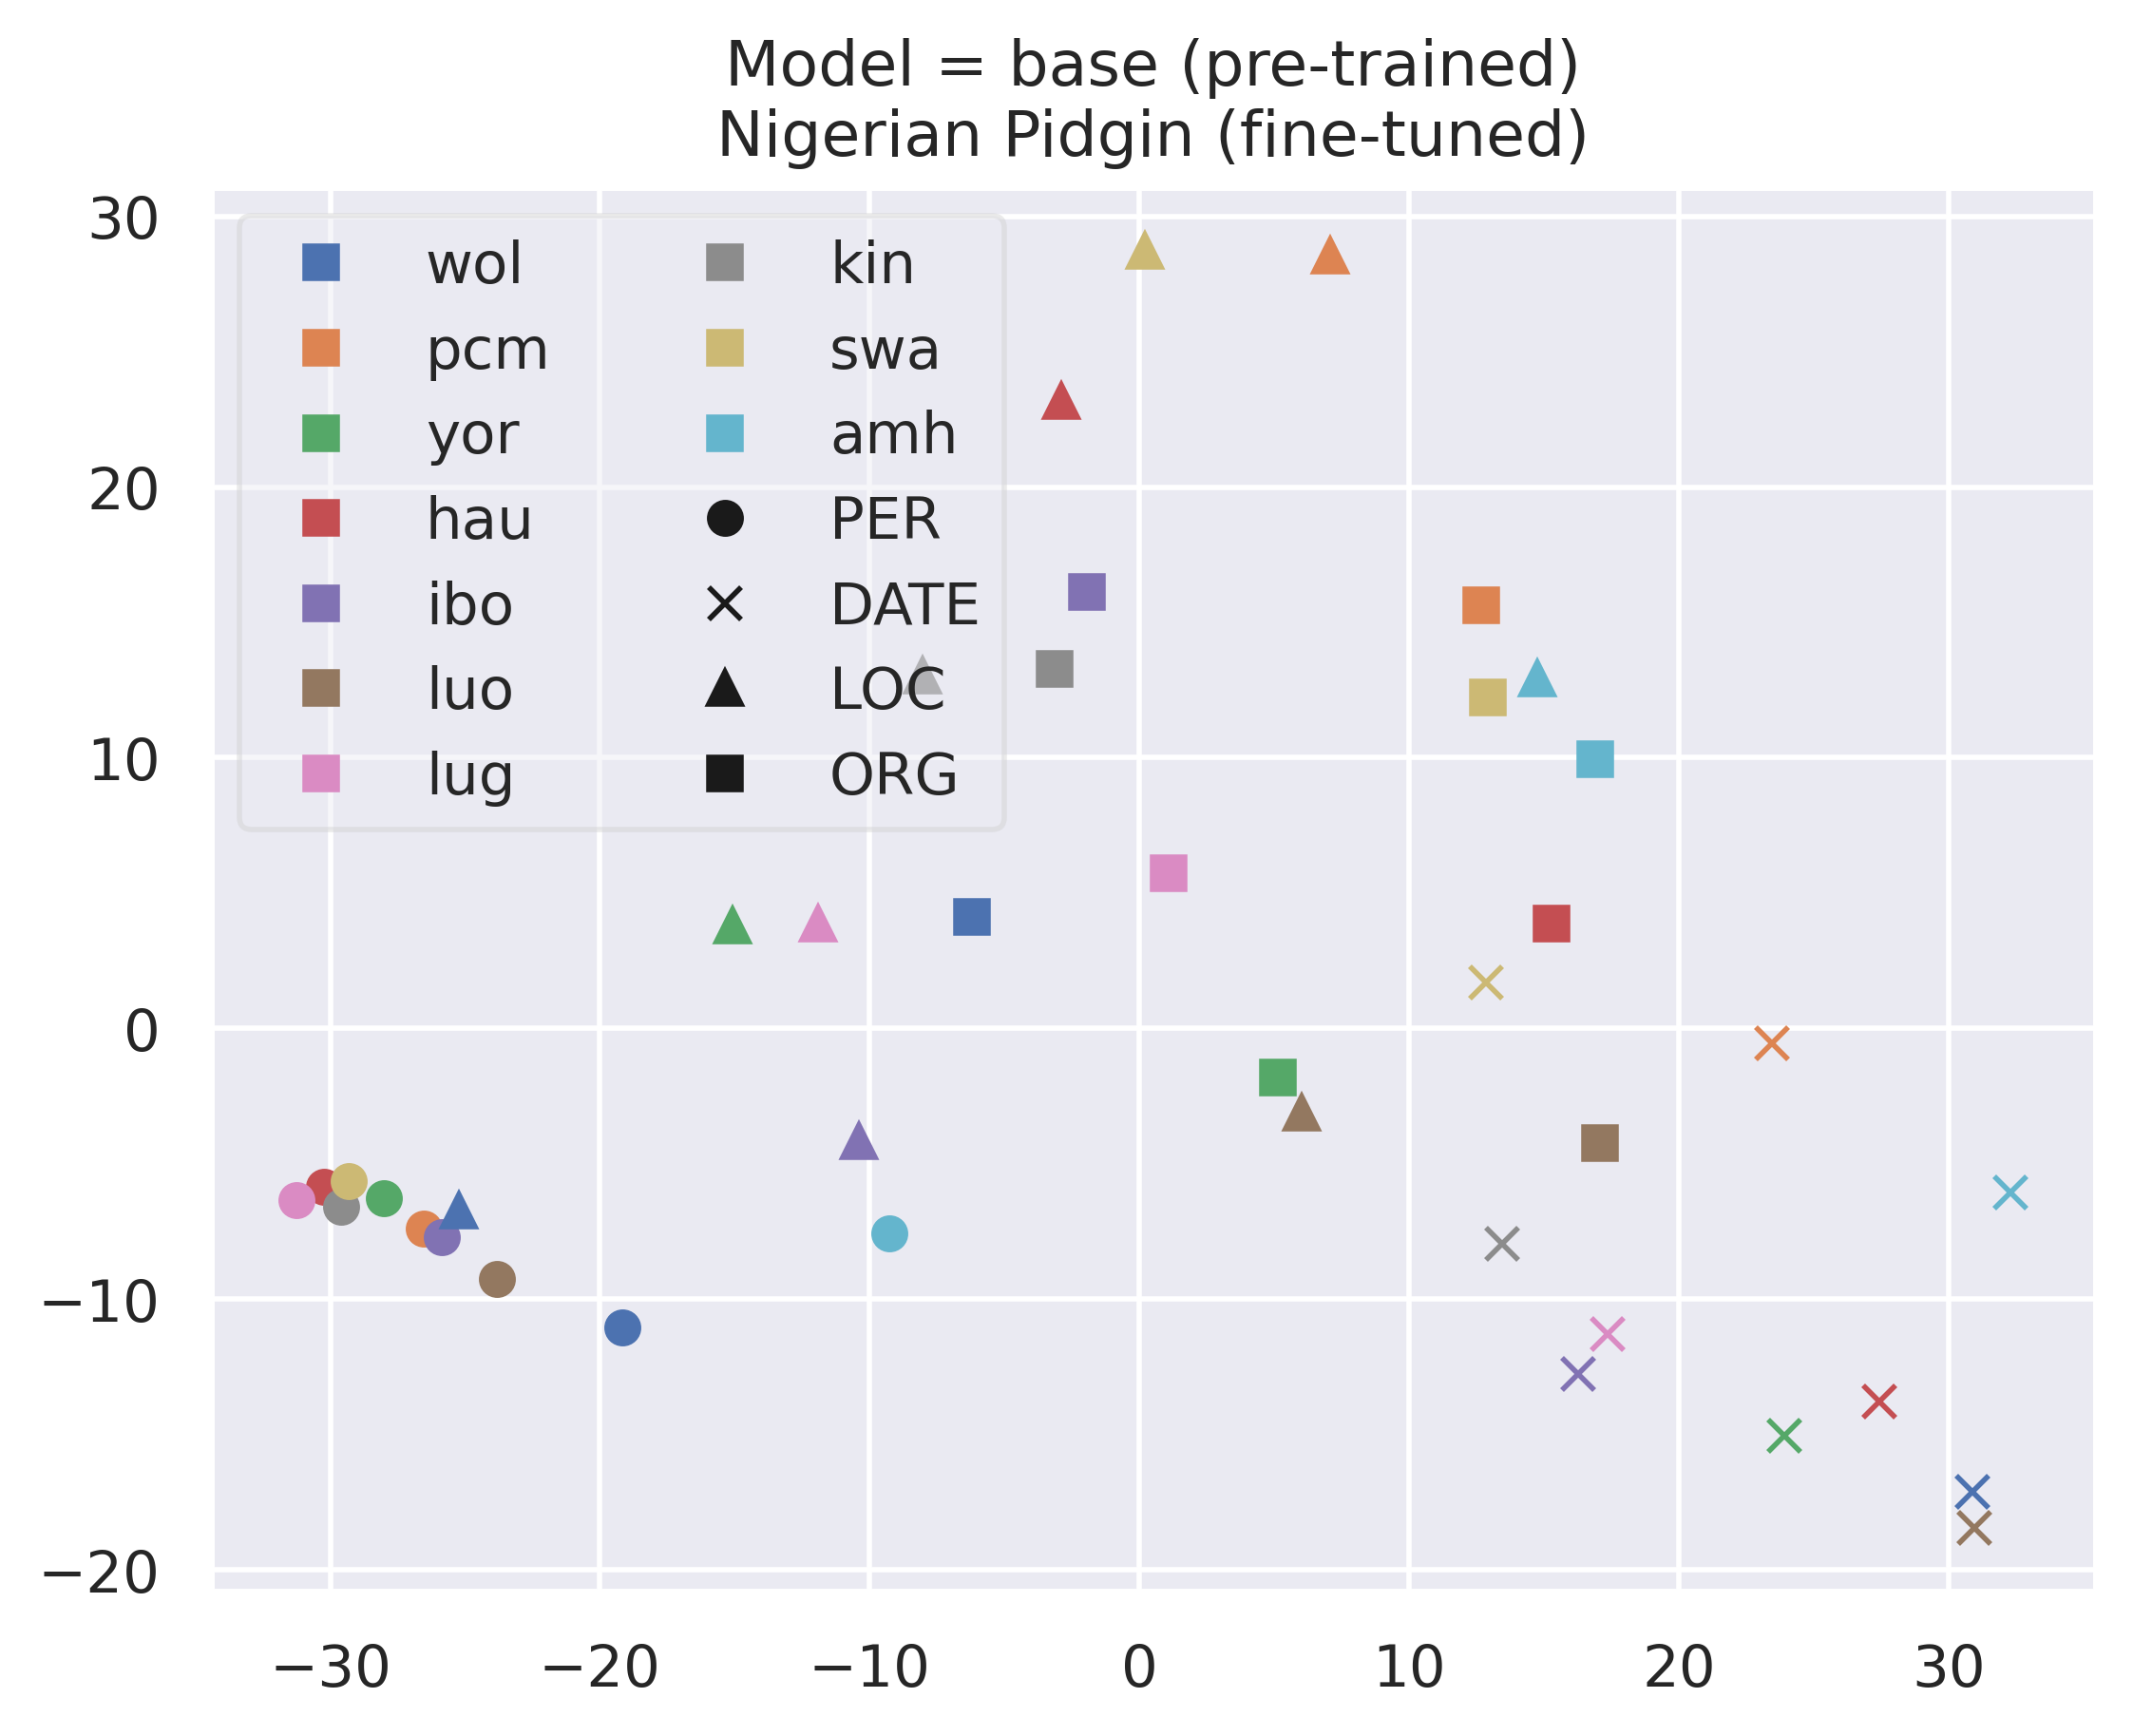 Model = base (pre-trained)
Nigerian Pidgin (fine-tuned)
30
20
10
0
−10
−20
wol
pcm
yor
hau
ibo
luo
lug
kin
swa
amh
PER
DATE
LOC
ORG
−30
−20
−10
0
10
20
30